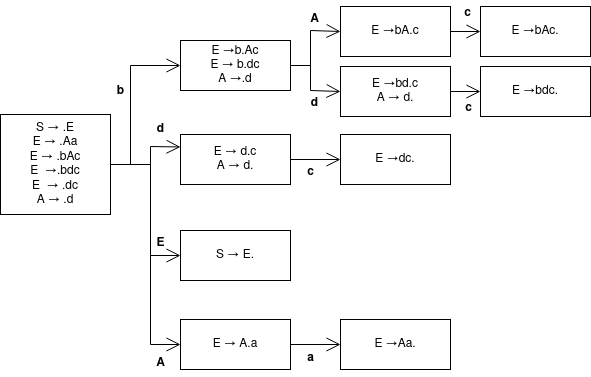 A
c
E →b.Ac
E → b.dc
A →.d
E →bA.c
E →bAc.
b
d
E →bd.c
A → d.
c
E →bdc.
S → .E
E → .Aa
E → .bAc
E →.bdc
E → .dc
A → .d
d
E → d.c
A → d.
c
E →dc.
E
S → E.
A
E → A.a
a
E →Aa.